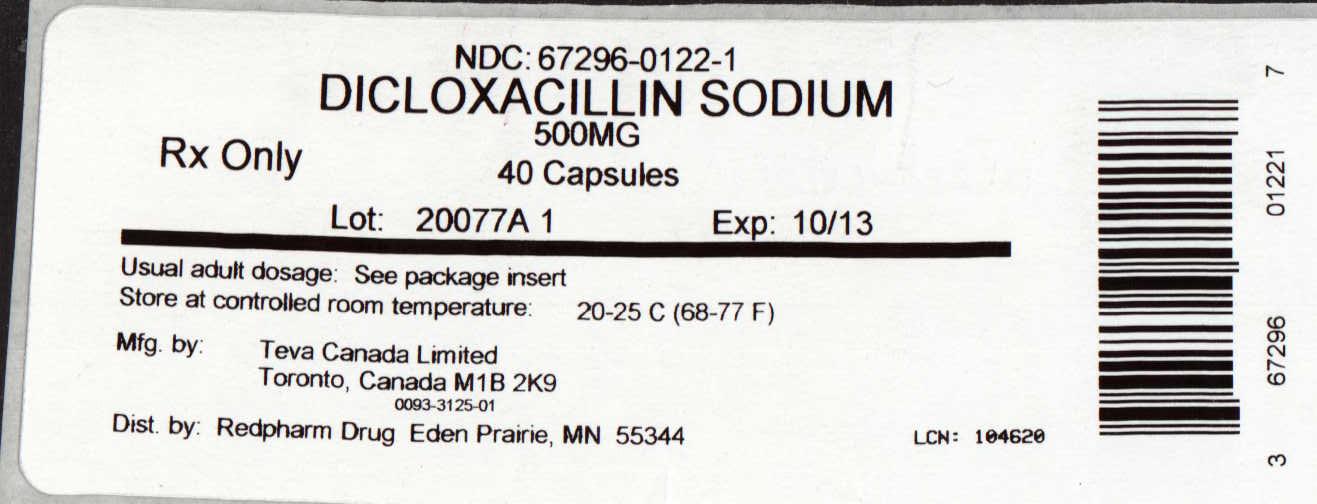 NDC: 67296-0122-1
DICLOXACILLIN SODIUM
500MG
Rx Only
40 Capsules
Lot: 20077A 1 Exp: 10/13
Usual adult dosage: See package insert
Store at controlled room temperature: 20-25 C (68-77 F)
Mfg. by: Teva Canada Limited
Toronto, Canada M1B 2K9
0093-3125-01
Dist. by: Redpharm Drug Eden Prairie, MN 55344
LCN: 104620
3 67296 01221 7